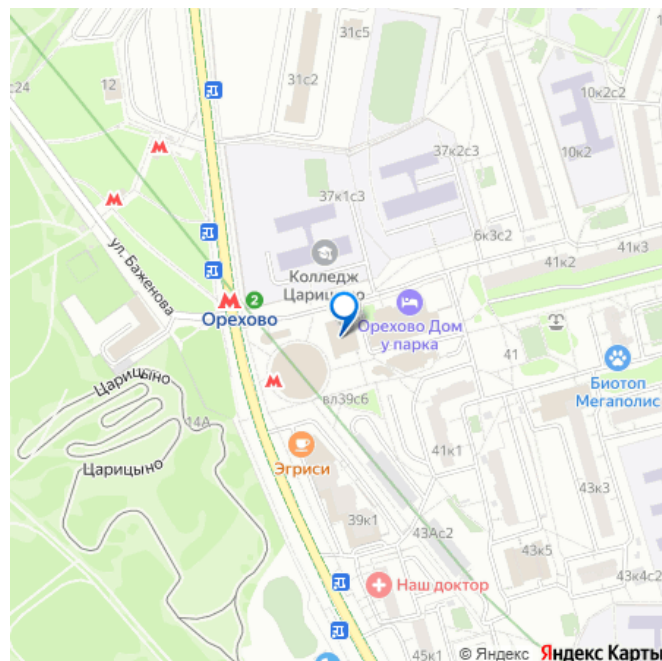 31с5
с24
12
31с2
10к2с2
37к2с3
10к2
37к1с3
ул. Баженова
Колледж
Царицыно
6к3с2
41к3
41к2
2
Орехово
Орехово Дом
у парка
41
Биотоп
Мегаполис
Царицыно
14А
вл39с6
Царицыно
Эгриси
41к1
43к3
39к1
43Ас2
43к5
Наш доктор
43к4с2
45к1
© Яндекс Яндекс Карты